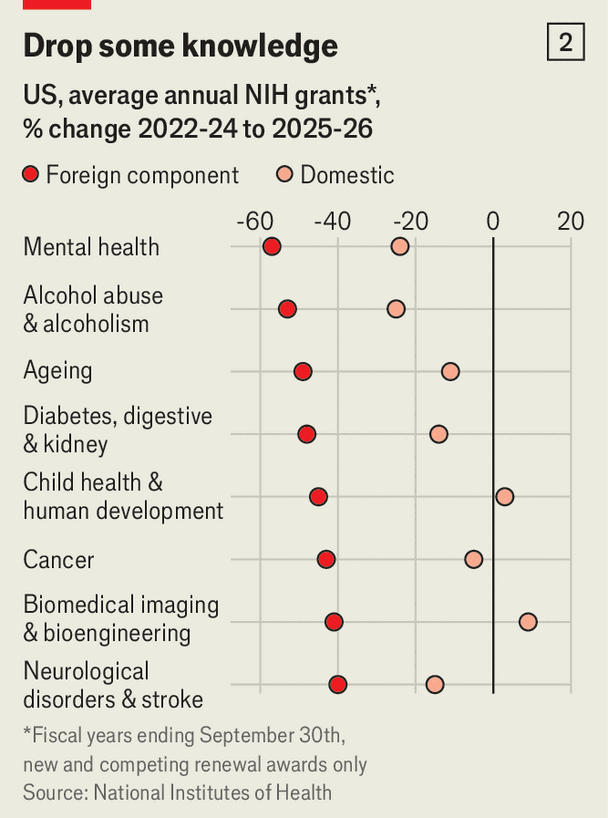 Drop some knowledge
2
US, average annual NIH grants*,
% change 2022-24 to 2025-26
Foreign component Domestic
-60 -40 -20 0 20
Mental health
Alcohol abuse
& alcoholism
Ageing
Diabetes, digestive
& kidney
Child health &
human development
Cancer
Biomedical imaging
& bioengineering
Neurological
disorders & stroke
*Fiscal years ending September 30th,
new and competing renewal awards only
Source: National Institutes of Health